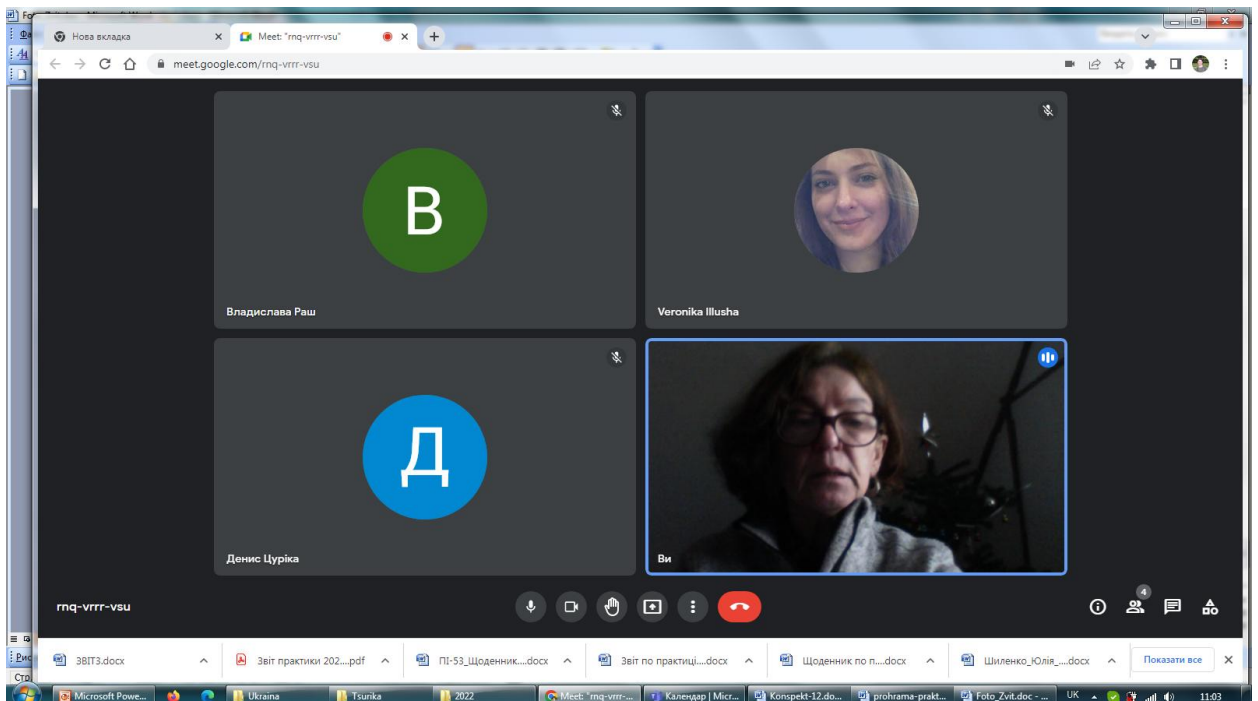 Нова вкладка
Meet: "rnq-vrrr-vsu"
meet.google.com/rnq-vrrr-vsu
В
Владислава Раш
Veronika Illusha
Д
Денис Цуріка
Ви
rnq-vrrr-vsu
4
ЗВІТ3.docx
Звіт практики 202....pdf
ПІ-53_Щоденник....docx
Звіт по практиці....docx
Щоденник по п....docx
Шиленко_Юлія_....docx
Показати все
Microsoft Powe...
Ukraina
Tsurika
2022
Meet: "rnq-vrrr-...
Календар | Micr...
Konspekt-12.do...
prohrama-prakt...
Foto_Zvit.doc - ...
UK
11:03